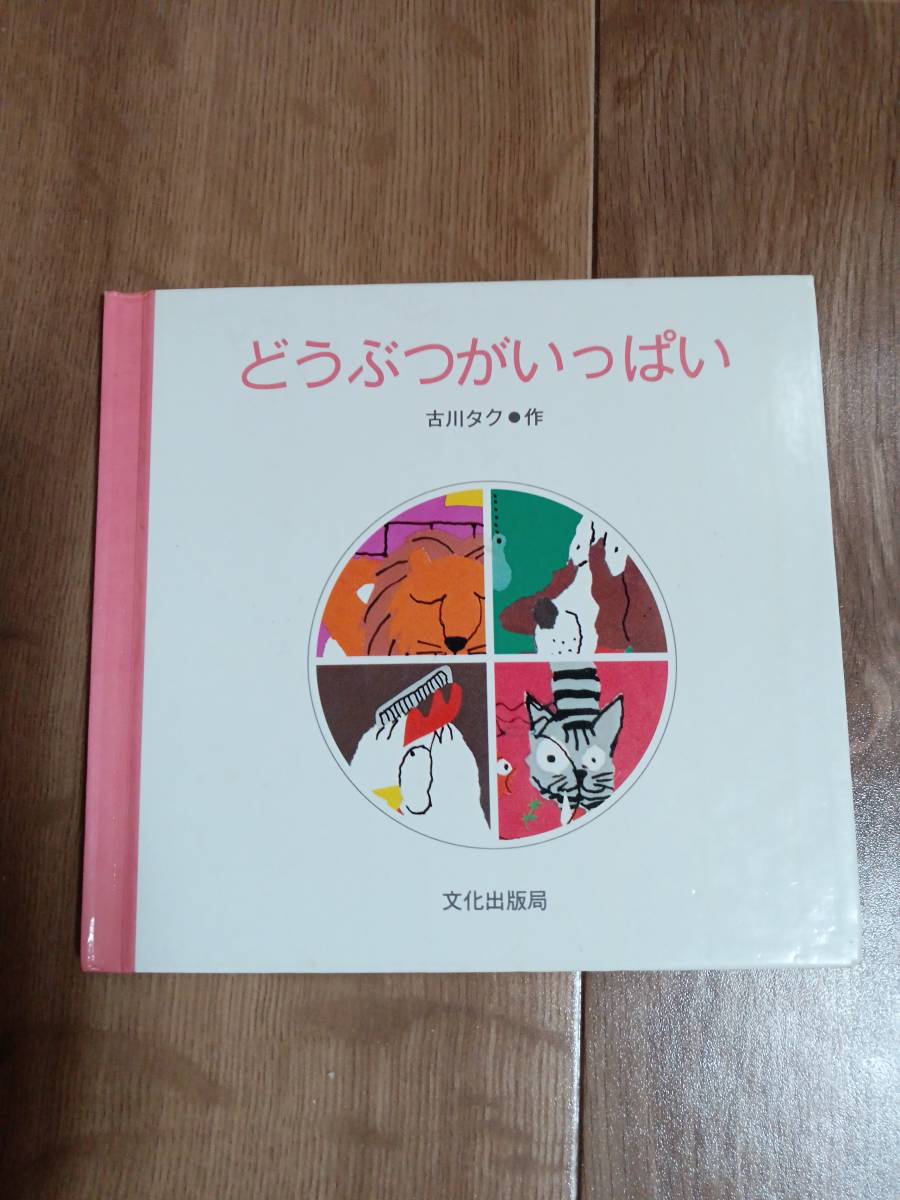 どうぶつがいっぱい
古川タク●作
文化出版局